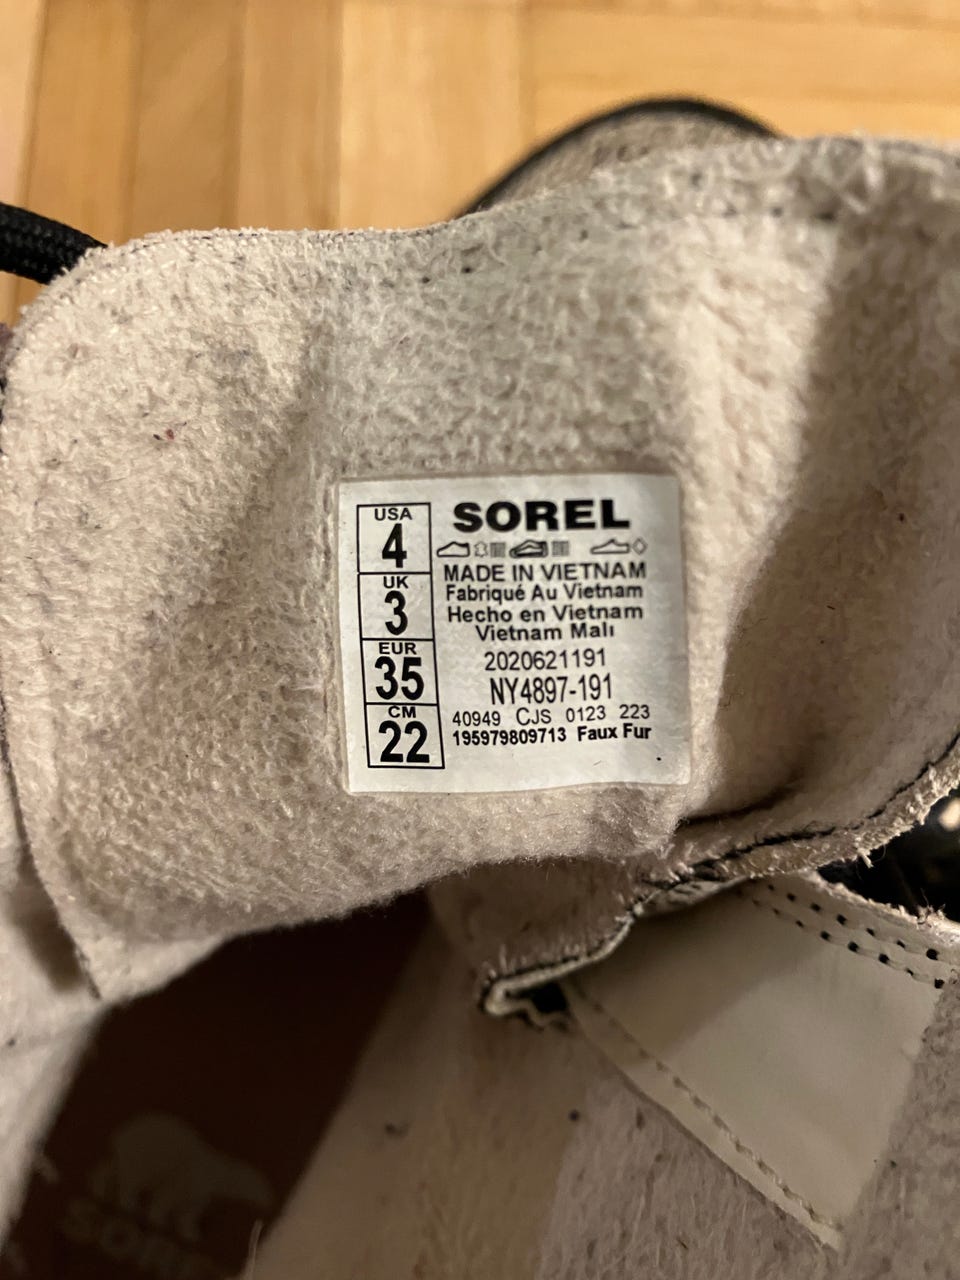 USA
4
UK
3
EUR
35
CM
22
SOREL
MADE IN VIETNAM
Fabriqué Au Vietnam
Hecho en Vietnam
Vietnam Malı
2020621191
NY4897-191
40949 CJS 0123 223
195979809713 Faux Fur
SOREL